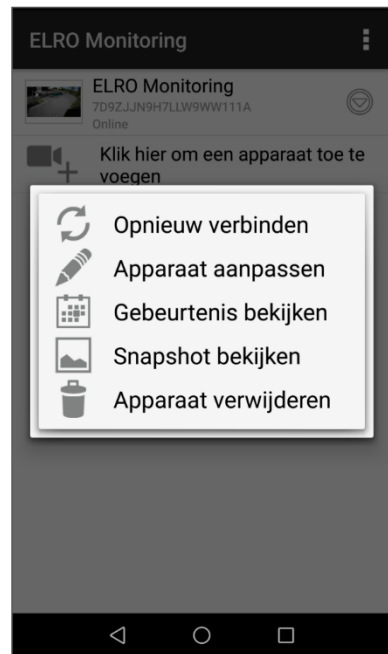 ELRO Monitoring
ELRO Monitoring
7D9ZJJN9H7LLW9WW111A
Online
Klik hier om een apparaat toe te
voegen
Opnieuw verbinden
Apparaat aanpassen
Gebeurtenis bekijken
Snapshot bekijken
Apparaat verwijderen